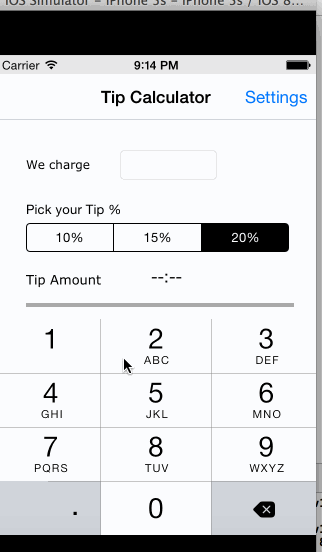 iOS Simulator - iPhone 5s - iPhone 5s / iOS 8...
Carrier 9:14 PM
Tip Calculator Settings
We charge
Pick your Tip %
10% 15% 20%
Tip Amount --:--
1 2 3
ABC DEF
4 5 6
GHI JKL MNO
7 8 9
PQRS TUV WXYZ
. 0